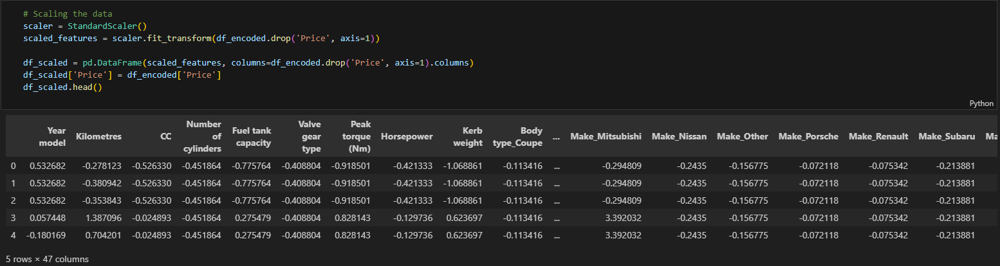 # Scaling the data
scaler = StandardScaler()
scaled_features = scaler.fit_transform(df_encoded.drop('Price', axis=1))
df_scaled = pd.DataFrame(scaled_features, columns=df_encoded.drop('Price', axis=1).columns)
df_scaled['Price'] = df_encoded['Price']
df_scaled.head()
Python
Year model Kilometres CC Number of cylinders Fuel tank capacity Valve gear type Peak torque (Nm) Horsepower Kerb weight Body type_Coupe ... Make_Mitsubishi Make_Nissan Make_Other Make_Porsche Make_Renault Make_Subaru Ma
0 0.532682 -0.278123 -0.526330 -0.451864 -0.775764 -0.408804 -0.918501 -0.421333 -1.068861 -0.113416 ... -0.294809 -0.2435 -0.156775 -0.072118 -0.075342 -0.213881
1 0.532682 -0.380942 -0.526330 -0.451864 -0.775764 -0.408804 -0.918501 -0.421333 -1.068861 -0.113416 ... -0.294809 -0.2435 -0.156775 -0.072118 -0.075342 -0.213881
2 0.532682 -0.353843 -0.526330 -0.451864 -0.775764 -0.408804 -0.918501 -0.421333 -1.068861 -0.113416 ... -0.294809 -0.2435 -0.156775 -0.072118 -0.075342 -0.213881
3 0.057448 1.387096 -0.024893 -0.451864 0.275479 -0.408804 0.828143 -0.129736 0.623697 -0.113416 ... 3.392032 -0.2435 -0.156775 -0.072118 -0.075342 -0.213881
4 -0.180169 0.704201 -0.024893 -0.451864 0.275479 -0.408804 0.828143 -0.129736 0.623697 -0.113416 ... 3.392032 -0.2435 -0.156775 -0.072118 -0.075342 -0.213881
5 rows × 47 columns